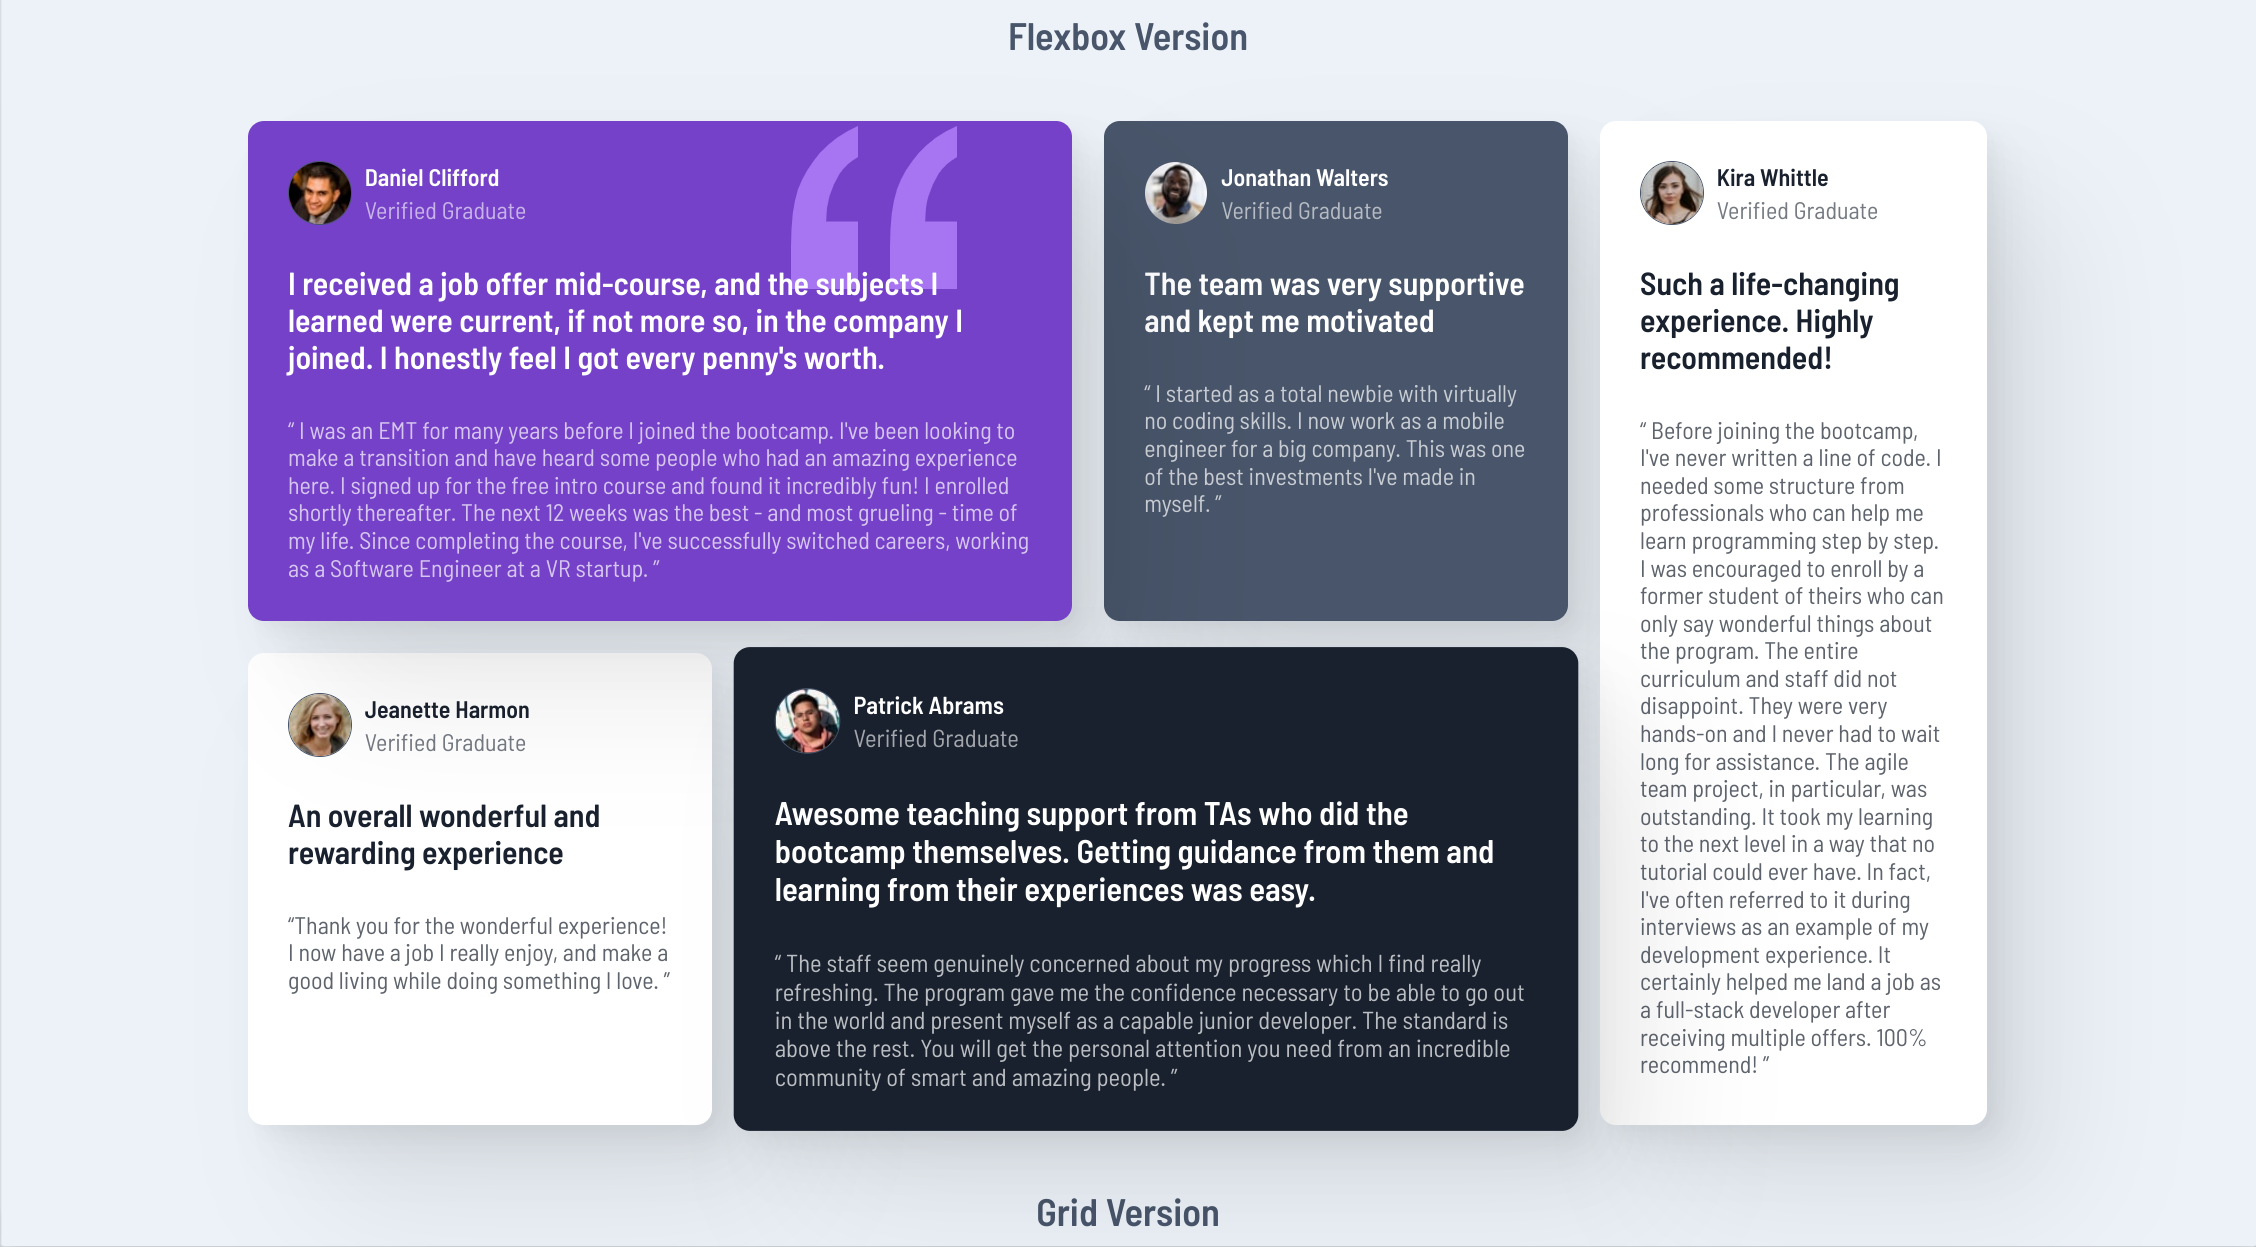 Flexbox Version
Daniel Clifford
Verified Graduate
I received a job offer mid-course, and the subjects I
learned were current, if not more so, in the company I
joined. I honestly feel I got every penny's worth.
“ I was an EMT for many years before I joined the bootcamp. I've been looking to
make a transition and have heard some people who had an amazing experience
here. I signed up for the free intro course and found it incredibly fun! I enrolled
shortly thereafter. The next 12 weeks was the best - and most grueling - time of
my life. Since completing the course, I've successfully switched careers, working
as a Software Engineer at a VR startup. ”
Jonathan Walters
Verified Graduate
The team was very supportive
and kept me motivated
“ I started as a total newbie with virtually
no coding skills. I now work as a mobile
engineer for a big company. This was one
of the best investments I've made in
myself. ”
Kira Whittle
Verified Graduate
Such a life-changing
experience. Highly
recommended!
“ Before joining the bootcamp,
I've never written a line of code. I
needed some structure from
professionals who can help me
learn programming step by step.
I was encouraged to enroll by a
former student of theirs who can
only say wonderful things about
the program. The entire
curriculum and staff did not
disappoint. They were very
hands-on and I never had to wait
long for assistance. The agile
team project, in particular, was
outstanding. It took my learning
to the next level in a way that no
tutorial could ever have. In fact,
I've often referred to it during
interviews as an example of my
development experience. It
certainly helped me land a job as
a full-stack developer after
receiving multiple offers. 100%
recommend! ”
Jeanette Harmon
Verified Graduate
An overall wonderful and
rewarding experience
“Thank you for the wonderful experience!
I now have a job I really enjoy, and make a
good living while doing something I love. ”
Patrick Abrams
Verified Graduate
Awesome teaching support from TAs who did the
bootcamp themselves. Getting guidance from them and
learning from their experiences was easy.
“ The staff seem genuinely concerned about my progress which I find really
refreshing. The program gave me the confidence necessary to be able to go out
in the world and present myself as a capable junior developer. The standard is
above the rest. You will get the personal attention you need from an incredible
community of smart and amazing people. ”
Grid Version